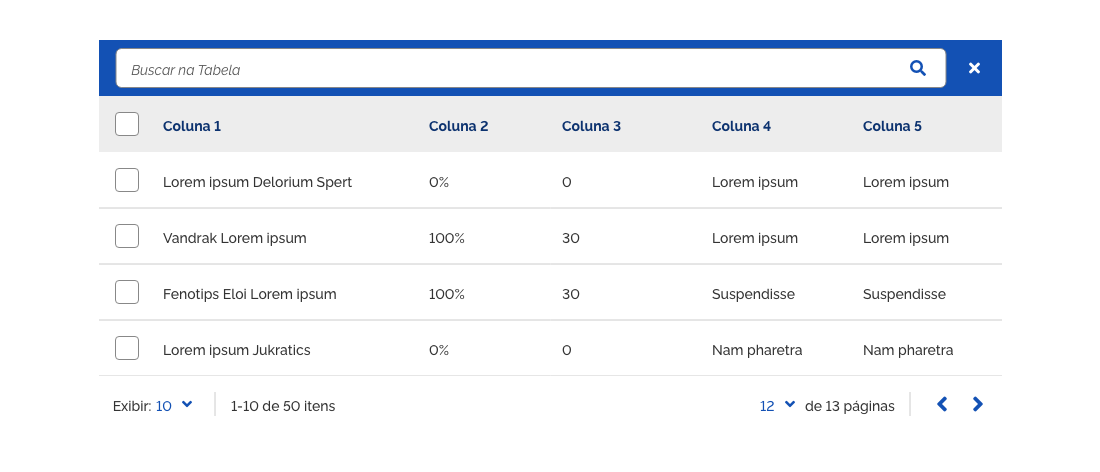 Buscar na Tabela
Coluna 1 Coluna 2 Coluna 3 Coluna 4 Coluna 5
Lorem ipsum Delorium Spert 0% 0 Lorem ipsum Lorem ipsum
Vandrak Lorem ipsum 100% 30 Lorem ipsum Lorem ipsum
Fenotips Eloi Lorem ipsum 100% 30 Suspendisse Suspendisse
Lorem ipsum Jukratics 0% 0 Nam pharetra Nam pharetra
Exibir: 10 1-10 de 50 itens 12 de 13 páginas